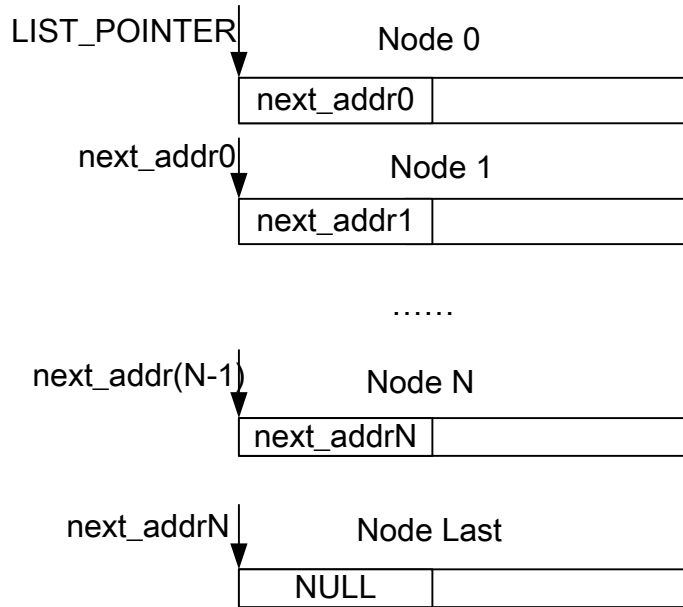 LIST_POINTER
Node 0
next_addr0
next_addr0
Node 1
next_addr1
......
next_addr(N-1)
Node N
next_addrN
next_addrN
Node Last
NULL